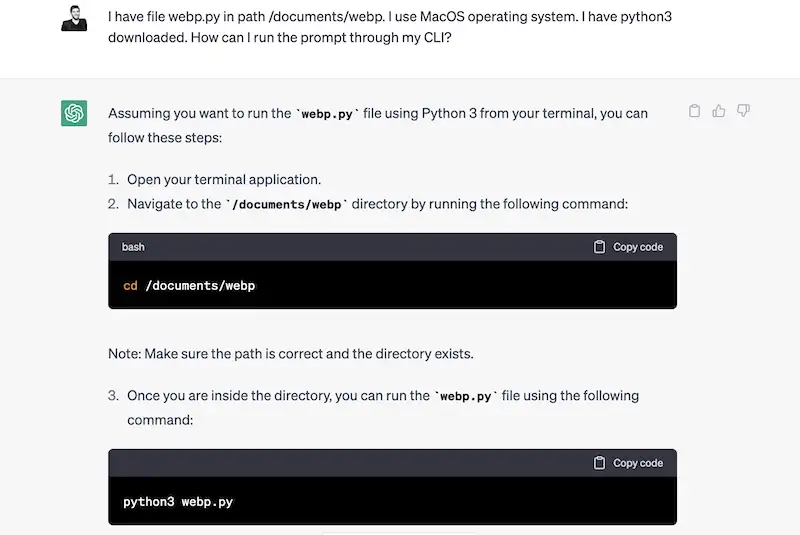 I have file webp.py in path /documents/webp. I use MacOS operating system. I have python3
downloaded. How can I run the prompt through my CLI?
Assuming you want to run the `webp.py` file using Python 3 from your terminal, you can
follow these steps:
1. Open your terminal application.
2. Navigate to the `/documents/webp` directory by running the following command:
bash Copy code
cd /documents/webp
Note: Make sure the path is correct and the directory exists.
3. Once you are inside the directory, you can run the `webp.py` file using the following
command:
Copy code
python3 webp.py